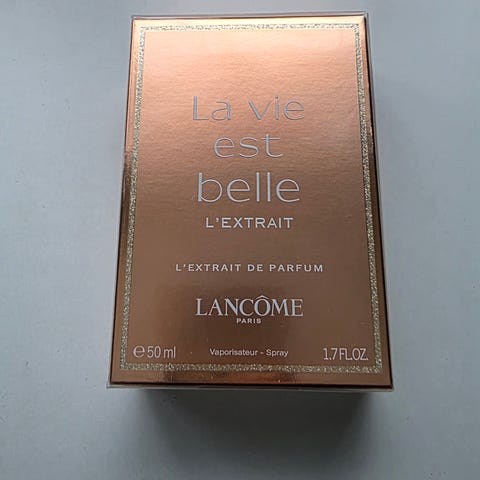 La vie
est
belle
L'EXTRAIT
L'EXTRAIT DE PARFUM
LANCÔME
PARIS
℮ 50 ml Vaporisateur - Spray 1.7 FL.OZ.